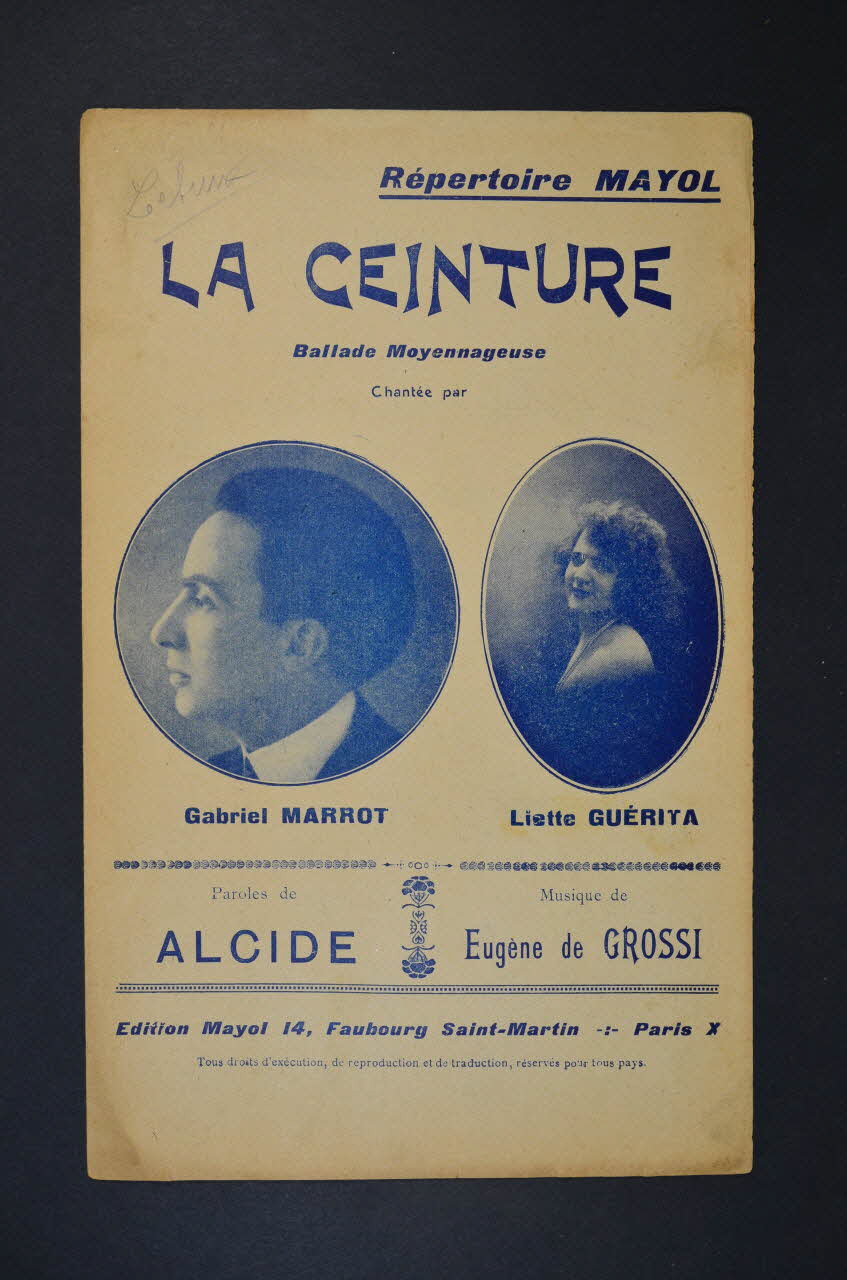 Répertoire MAYOL
LA CEINTURE
Ballade Moyennageuse
Chantée par
Gabriel MARROT
Liette GUÉRITA
Paroles de
ALCIDE
Musique de
Eugène de GROSSI
Edition Mayol 14, Faubourg Saint-Martin -:- Paris X
Tous droits d'exécution, de reproduction et de traduction, réservés pour tous pays.